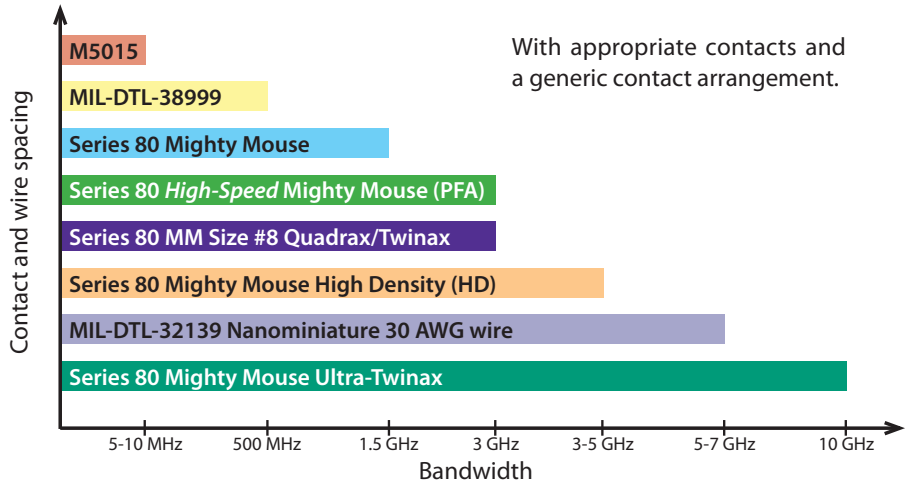 With appropriate contacts and
a generic contact arrangement.
Contact and wire spacing
M5015
MIL-DTL-38999
Series 80 Mighty Mouse
Series 80 High-Speed Mighty Mouse (PFA)
Series 80 MM Size #8 Quadrax/Twinax
Series 80 Mighty Mouse High Density (HD)
MIL-DTL-32139 Nanominiature 30 AWG wire
Series 80 Mighty Mouse Ultra-Twinax
5-10 MHz 500 MHz 1.5 GHz 3 GHz 3-5 GHz 5-7 GHz 10 GHz
Bandwidth